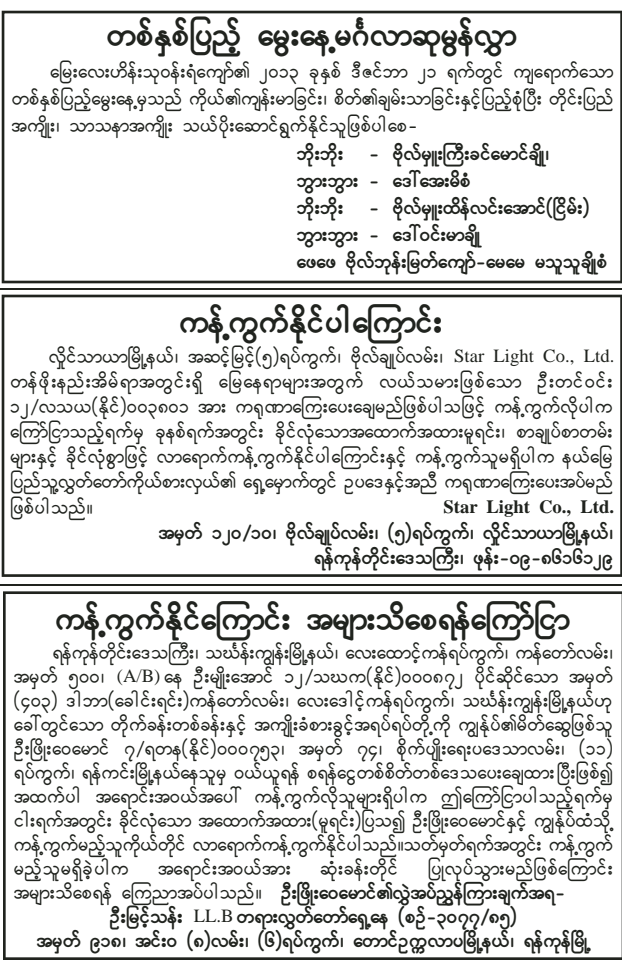 တစ်နှစ်ပြည့် မွေးနေ့မင်္ဂလာဆုမွန်လွှာ
မြေးလေးဟိန်းသုဝန်းရံကျော်၏ ၂၀၁၃ ခုနှစ် ဒီဇင်ဘာ ၂၁ ရက်တွင် ကျရောက်သော
တစ်နှစ်ပြည့်မွေးနေ့မှသည် ကိုယ်၏ကျန်းမာခြင်း၊ စိတ်၏ချမ်းသာခြင်းနှင့်ပြည့်စုံပြီး တိုင်းပြည်
အကျိုး၊ သာသနာအကျိုး သယ်ပိုးဆောင်ရွက်နိုင်သူဖြစ်ပါစေ-
ဘိုးဘိုး - ဗိုလ်မှူးကြီးခင်မောင်ချို၊
ဘွားဘွား - ဒေါ်အေးမိစံ
ဘိုးဘိုး - ဗိုလ်မှူးထိန်လင်းအောင်(ငြိမ်း)
ဘွားဘွား - ဒေါ်ဝင်းမာချို
ဖေဖေ ဗိုလ်ဘုန်းမြတ်ကျော်-မေမေ မသူသူချိုစံ
ကန့်ကွက်နိုင်ပါကြောင်း
လှိုင်သာယာမြို့နယ်၊ အဆင့်မြင့်(၅)ရပ်ကွက်၊ ဗိုလ်ချုပ်လမ်း၊ Star Light Co., Ltd.
တန်ဖိုးနည်းအိမ်ရာအတွင်းရှိ မြေနေရာများအတွက် လယ်သမားဖြစ်သော ဦးတင်ဝင်း
၁၂/လသယ(နိုင်)၀၀၃၈၀၁ အား ကရုဏာကြေးပေးချေမည်ဖြစ်ပါသဖြင့် ကန့်ကွက်လိုပါက
ကြော်ငြာသည့်ရက်မှ ခုနစ်ရက်အတွင်း ခိုင်လုံသောအထောက်အထားမူရင်း၊ စာချုပ်စာတမ်း
များနှင့် ခိုင်လုံစွာဖြင့် လာရောက်ကန့်ကွက်နိုင်ပါကြောင်းနှင့် ကန့်ကွက်သူမရှိပါက နယ်မြေ
ပြည်သူ့လွှတ်တော်ကိုယ်စားလှယ်၏ ရှေ့မှောက်တွင် ဥပဒေနှင့်အညီ ကရုဏာကြေးပေးအပ်မည်
ဖြစ်ပါသည်။ Star Light Co., Ltd.
အမှတ် ၁၂၀/၁၀၊ ဗိုလ်ချုပ်လမ်း၊ (၅)ရပ်ကွက်၊ လှိုင်သာယာမြို့နယ်၊
ရန်ကုန်တိုင်းဒေသကြီး၊ ဖုန်း-၀၉-၈၆၁၆၁၂၉
ကန့်ကွက်နိုင်ကြောင်း အများသိစေရန်ကြော်ငြာ
ရန်ကုန်တိုင်းဒေသကြီး၊ သင်္ဃန်းကျွန်းမြို့နယ်၊ လေးထောင့်ကန်ရပ်ကွက်၊ ကန်တော်လမ်း၊
အမှတ် ၅၀၀၊ (A/B) နေ ဦးမျိုးအောင် ၁၂/သဃက(နိုင်)၀၀၀၈၇၂ ပိုင်ဆိုင်သော အမှတ်
(၄၀၃) ဒါဘာ(ခေါင်းရင်း)ကန်တော်လမ်း၊ လေးဒေါင့်ကန်ရပ်ကွက်၊ သင်္ဃန်းကျွန်းမြို့နယ်ဟု
ခေါ်တွင်သော တိုက်ခန်းတစ်ခန်းနှင့် အကျိုးခံစားခွင့်အရပ်ရပ်တို့ကို ကျွန်ုပ်၏မိတ်ဆွေဖြစ်သူ
ဦးဖြိုးဝေမောင် ၇/ရတန(နိုင်)၀၀၀၇၅၃၊ အမှတ် ၇၄၊ စိုက်ပျိုးရေးပဒေသာလမ်း၊ (၁၁)
ရပ်ကွက်၊ ရန်ကင်းမြို့နယ်နေသူမှ ဝယ်ယူရန် စရန်ငွေတစ်စိတ်တစ်ဒေသပေးချေထားပြီးဖြစ်၍
အထက်ပါ အရောင်းအဝယ်အပေါ် ကန့်ကွက်လိုသူများရှိပါက ဤကြော်ငြာပါသည့်ရက်မှ
ငါးရက်အတွင်း ခိုင်လုံသော အထောက်အထား(မူရင်း)ပြသ၍ ဦးဖြိုးဝေမောင်နှင့် ကျွန်ုပ်ထံသို့
ကန့်ကွက်မည့်သူကိုယ်တိုင် လာရောက်ကန့်ကွက်နိုင်ပါသည်။သတ်မှတ်ရက်အတွင်း ကန့်ကွက်
မည့်သူမရှိခဲ့ပါက အရောင်းအဝယ်အား ဆုံးခန်းတိုင် ပြုလုပ်သွားမည်ဖြစ်ကြောင်း
အများသိစေရန် ကြေညာအပ်ပါသည်။ ဦးဖြိုးဝေမောင်၏လွှဲအပ်ညွှန်ကြားချက်အရ-
ဦးမြင့်သန်း LL.B တရားလွှတ်တော်ရှေ့နေ (စဉ်-၃၀၇၇/၈၅)
အမှတ် ၉၁၈၊ အင်းဝ (၈)လမ်း၊ (၆)ရပ်ကွက်၊ တောင်ဥက္ကလာပမြို့နယ်၊ ရန်ကုန်မြို့